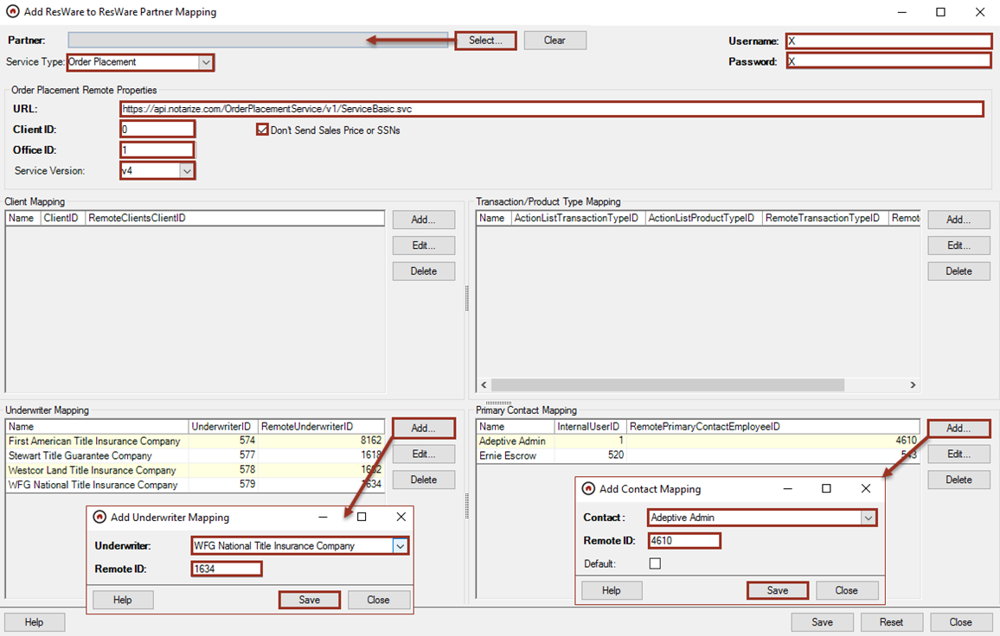 Add ResWare to ResWare Partner Mapping
Partner: Select... Clear Username: X
Service Type: Order Placement Password: X
Order Placement Remote Properties
URL: https://api.notarize.com/OrderPlacementService/v1/ServiceBasic.svc
Client ID: 0 Don't Send Sales Price or SSNs
Office ID: 1
Service Version: v4
Client Mapping
Name ClientID RemoteClientsClientID
Add...
Edit...
Delete
Transaction/Product Type Mapping
Name ActionListTransactionTypeID ActionListProductTypeID RemoteTransactionTypeID Remot
Add...
Edit...
Delete
Underwriter Mapping
Name UnderwriterID RemoteUnderwriterID
First American Title Insurance Company 574 8162
Stewart Title Guarantee Company 577 1618
Westcor Land Title Insurance Company 578
WFG National Title Insurance Company 579 1634
Add...
Edit...
Delete
Primary Contact Mapping
Name InternalUserID RemotePrimaryContactEmployeeID
Adeptive Admin 1 4610
Ernie Escrow 520
Add...
Edit...
Delete
Add Underwriter Mapping
Underwriter: WFG National Title Insurance Company
Remote ID: 1634
Help Save Close
Add Contact Mapping
Contact : Adeptive Admin
Remote ID: 4610
Default:
Help Save Close
Help Save Reset Close